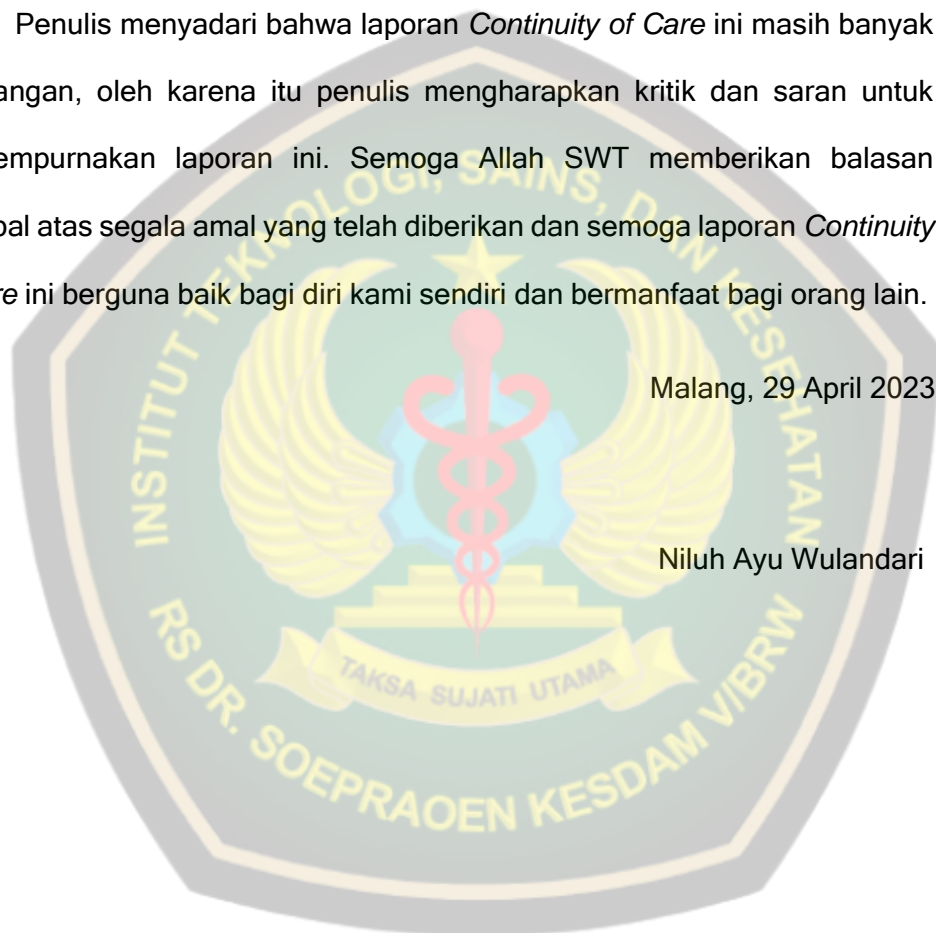 Penulis menyadari bahwa laporan Continuity of Care ini masih banyak
angan, oleh karena itu penulis mengharapkan kritik dan saran untuk
empurnakan laporan ini. Semoga Allah SWT memberikan balasan
pal atas segala amal yang telah diberikan dan semoga laporan Continuity
re ini berguna baik bagi diri kami sendiri dan bermanfaat bagi orang lain.
Malang, 29 April 2023
Niluh Ayu Wulandari
INSTITUT TEKNOLOGI, SAINS, DAN KESEHATAN
TAKSA SUJATI UTAMA
RS DR. SOEPRAOEN KESDAM V/BRW